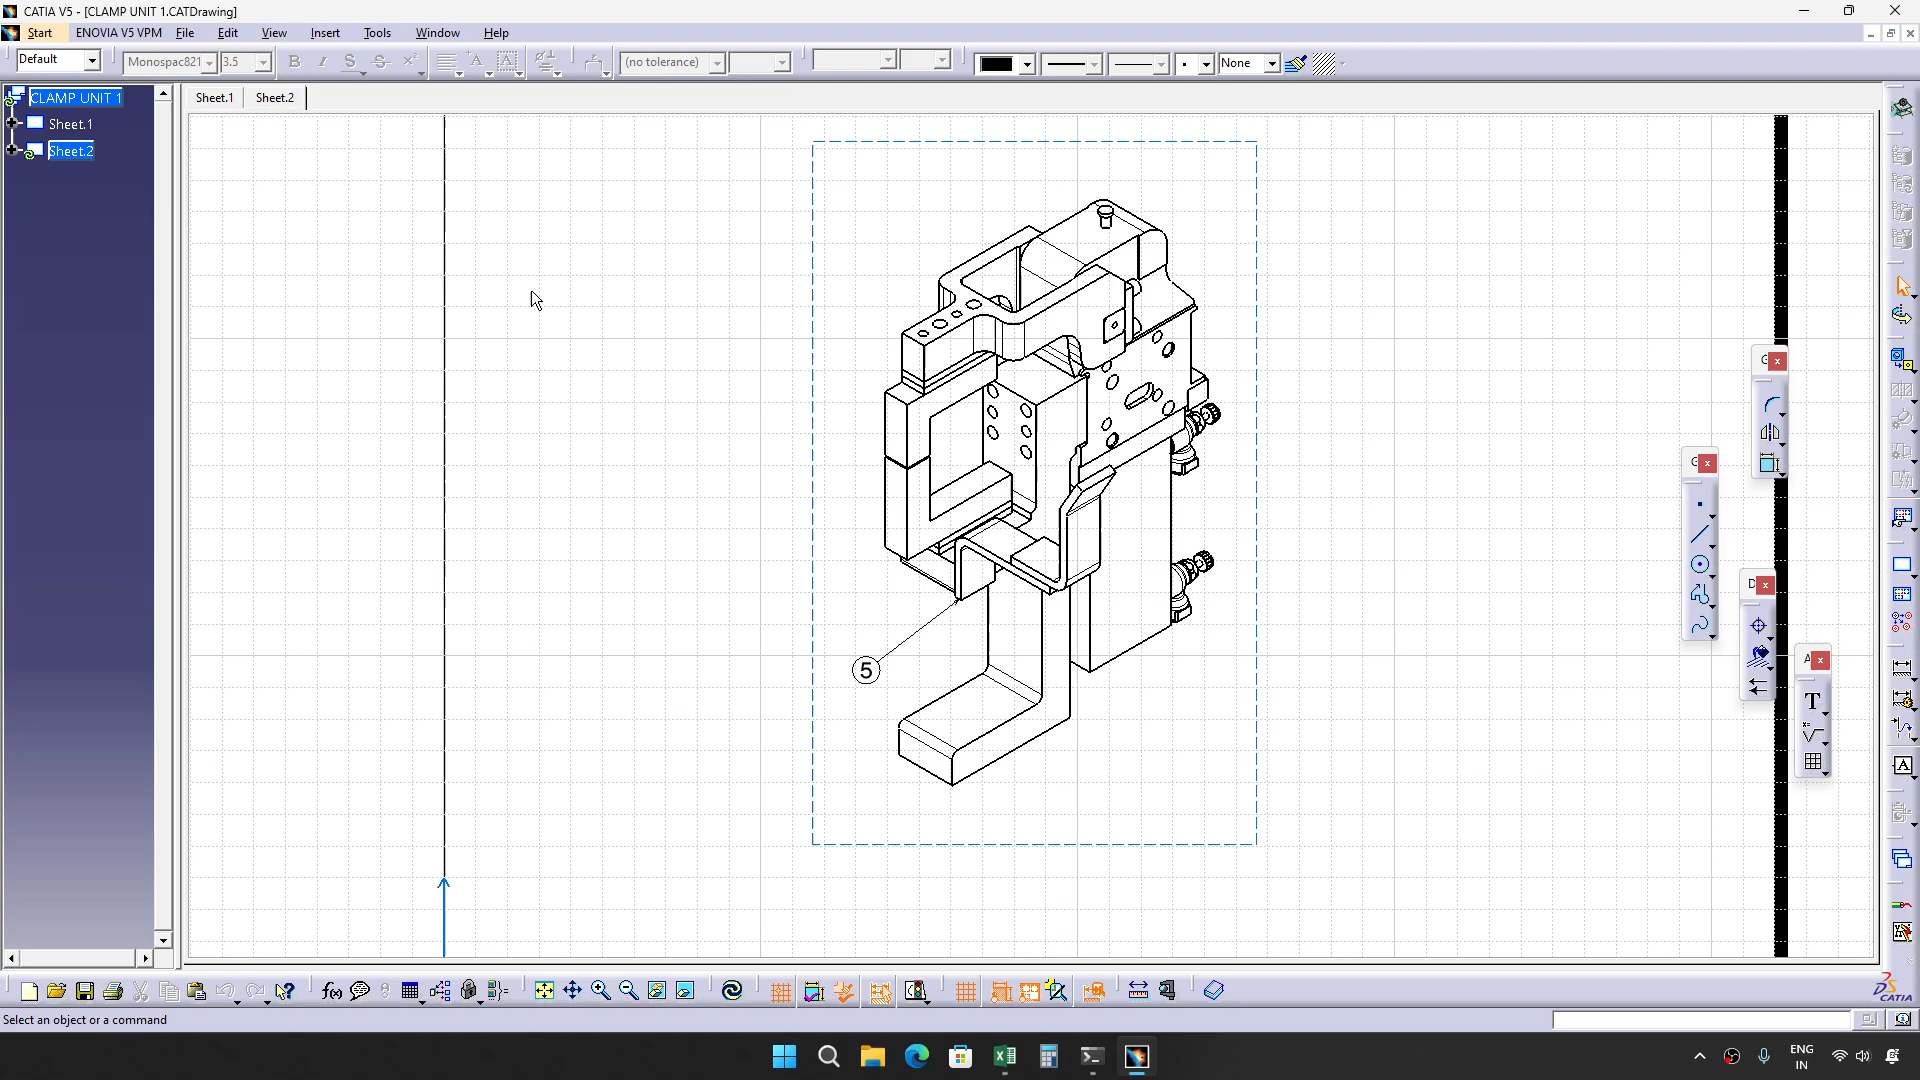 CATIA V5 - [CLAMP UNIT 1.CATDrawing]
Start ENOVIA V5 VPM File Edit View Insert Tools Window Help
Default Monospac821 3.5 B I S S (no tolerance) None
CLAMP UNIT 1
Sheet.1
Sheet.2
Sheet.1 Sheet.2
5
G
G
D
A
T
A
f(x)
CATIA
Select an object or a command
ENG
IN